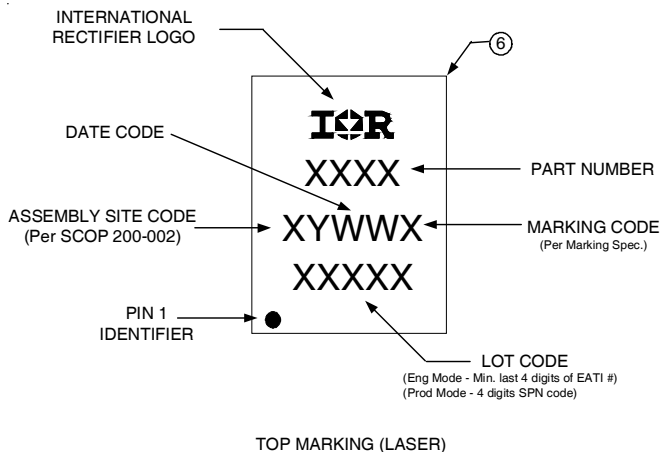 INTERNATIONAL
RECTIFIER LOGO
6
IOR
DATE CODE
XXXX
PART NUMBER
ASSEMBLY SITE CODE
(Per SCOP 200-002)
XYWWX
MARKING CODE
(Per Marking Spec.)
XXXXX
PIN 1
IDENTIFIER
LOT CODE
(Eng Mode - Min. last 4 digits of EATI #)
(Prod Mode - 4 digits SPN code)
TOP MARKING (LASER)